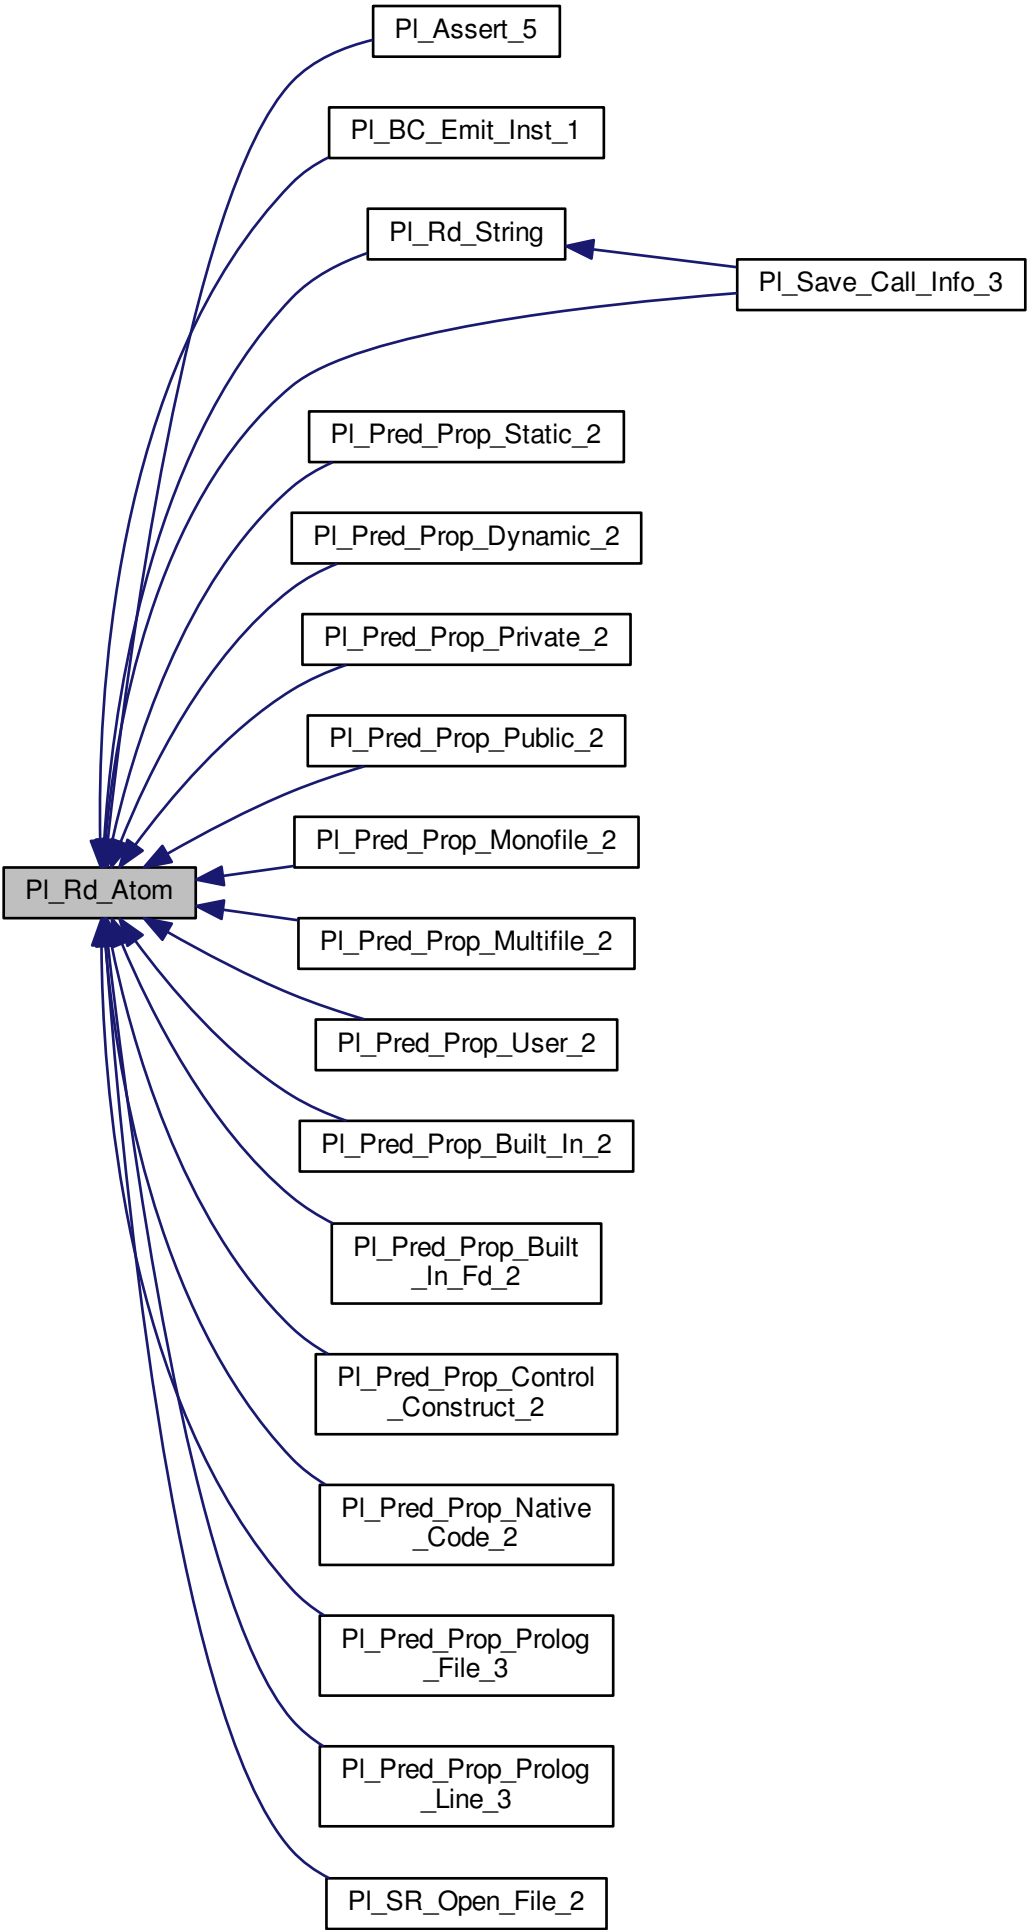 Pl_Assert_5
Pl_BC_Emit_Inst_1
Pl_Rd_String
Pl_Save_Call_Info_3
Pl_Pred_Prop_Static_2
Pl_Pred_Prop_Dynamic_2
Pl_Pred_Prop_Private_2
Pl_Pred_Prop_Public_2
Pl_Pred_Prop_Monofile_2
Pl_Rd_Atom
Pl_Pred_Prop_Multifile_2
Pl_Pred_Prop_User_2
Pl_Pred_Prop_Built_In_2
Pl_Pred_Prop_Built
_In_Fd_2
Pl_Pred_Prop_Control
_Construct_2
Pl_Pred_Prop_Native
_Code_2
Pl_Pred_Prop_Prolog
_File_3
Pl_Pred_Prop_Prolog
_Line_3
Pl_SR_Open_File_2